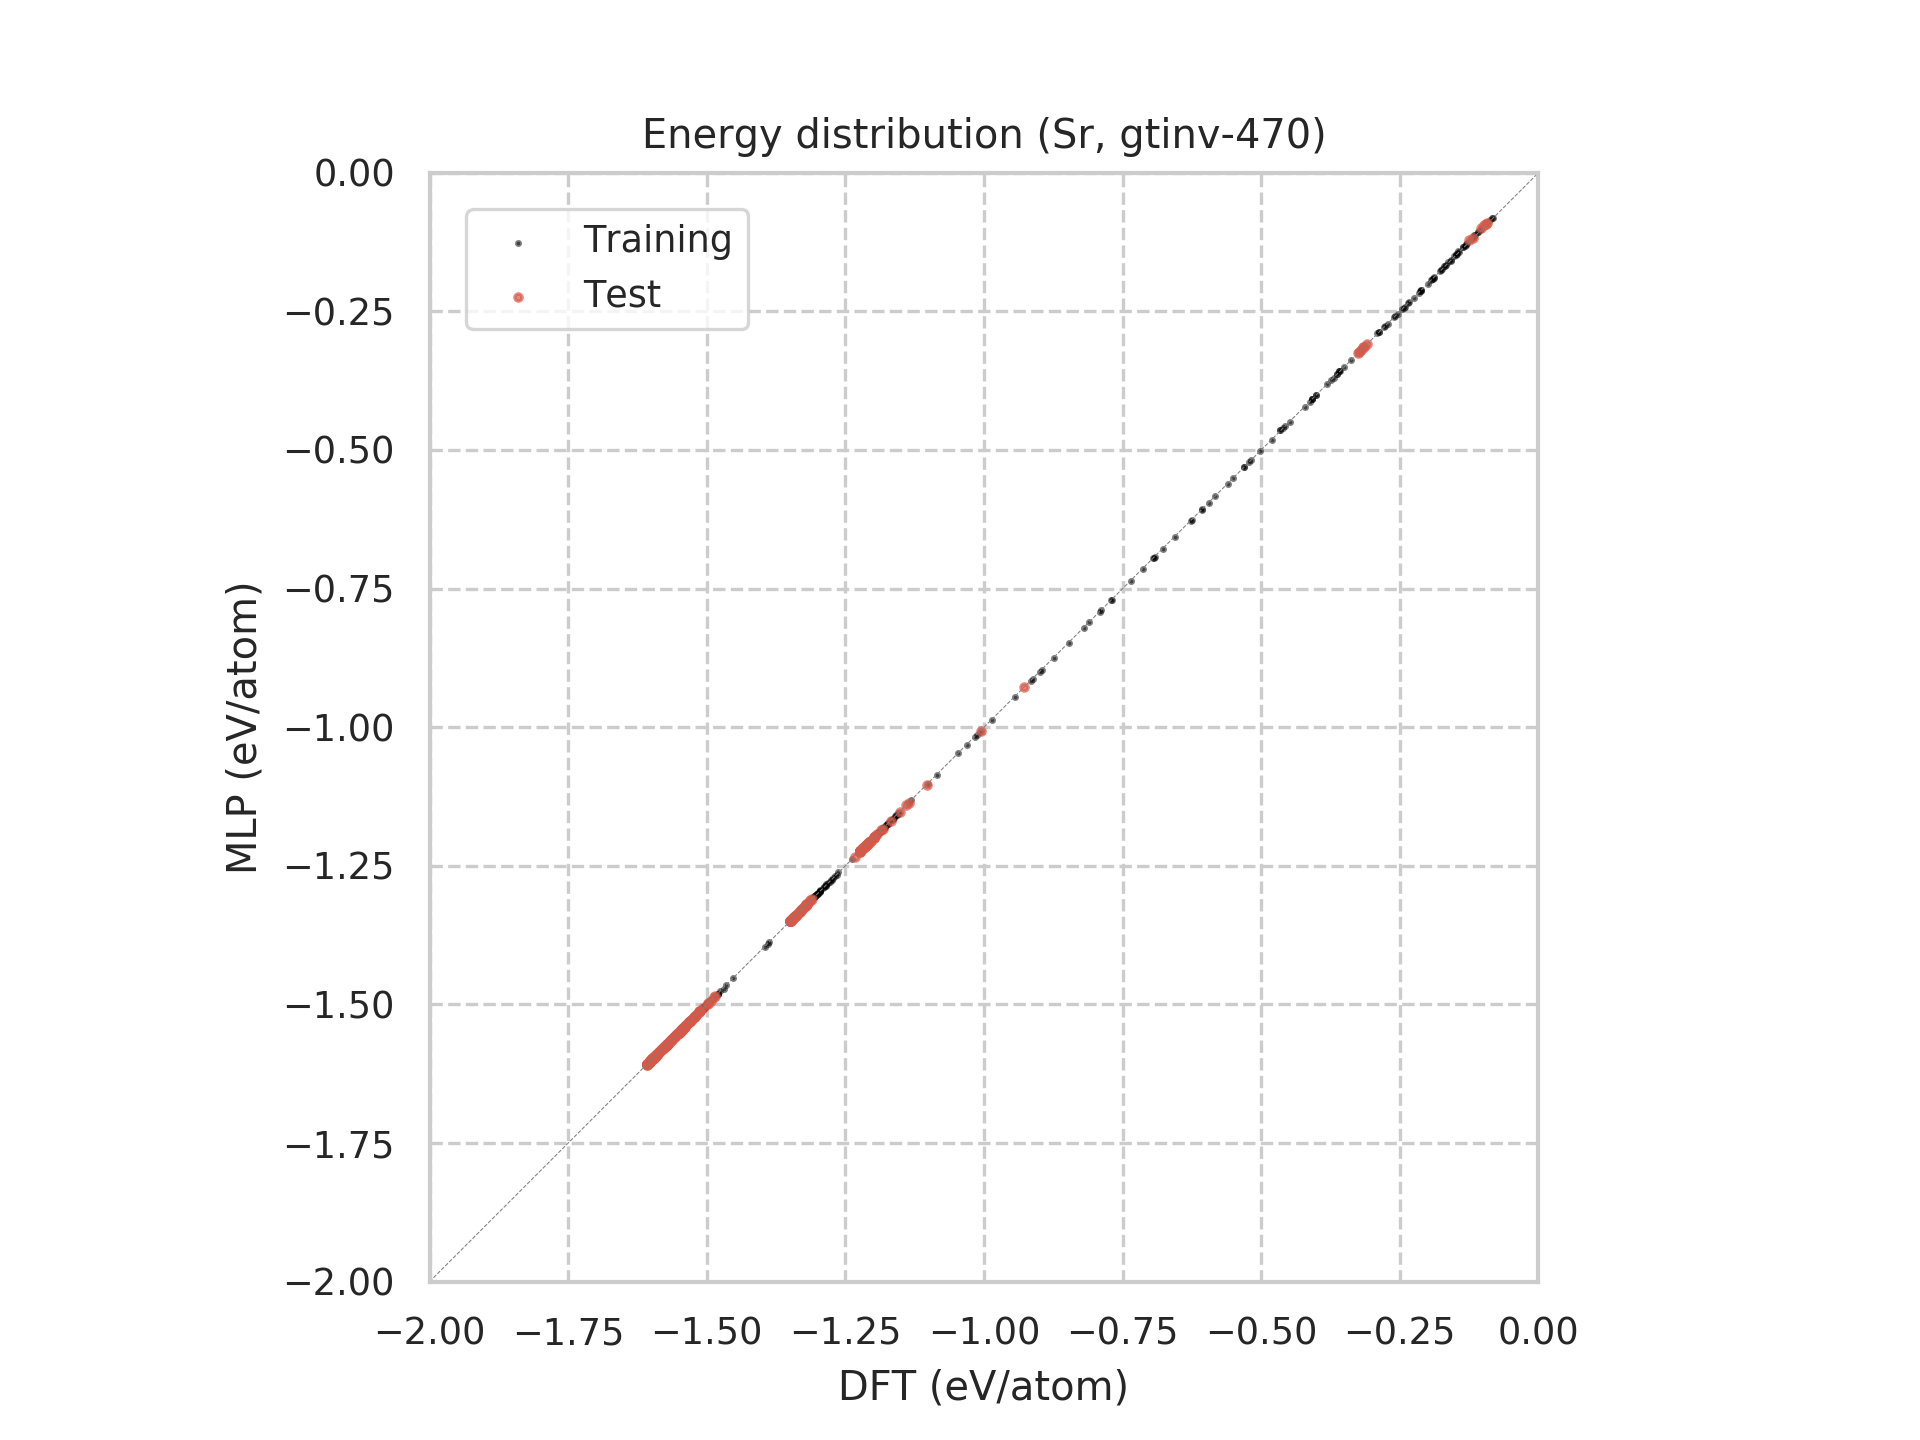 Energy distribution (Sr, gtinv-470)
0.00
−0.25
−0.50
−0.75
−1.00
−1.25
−1.50
−1.75
−2.00
MLP (eV/atom)
Training
Test
−2.00 −1.75 −1.50 −1.25 −1.00 −0.75 −0.50 −0.25 0.00
DFT (eV/atom)